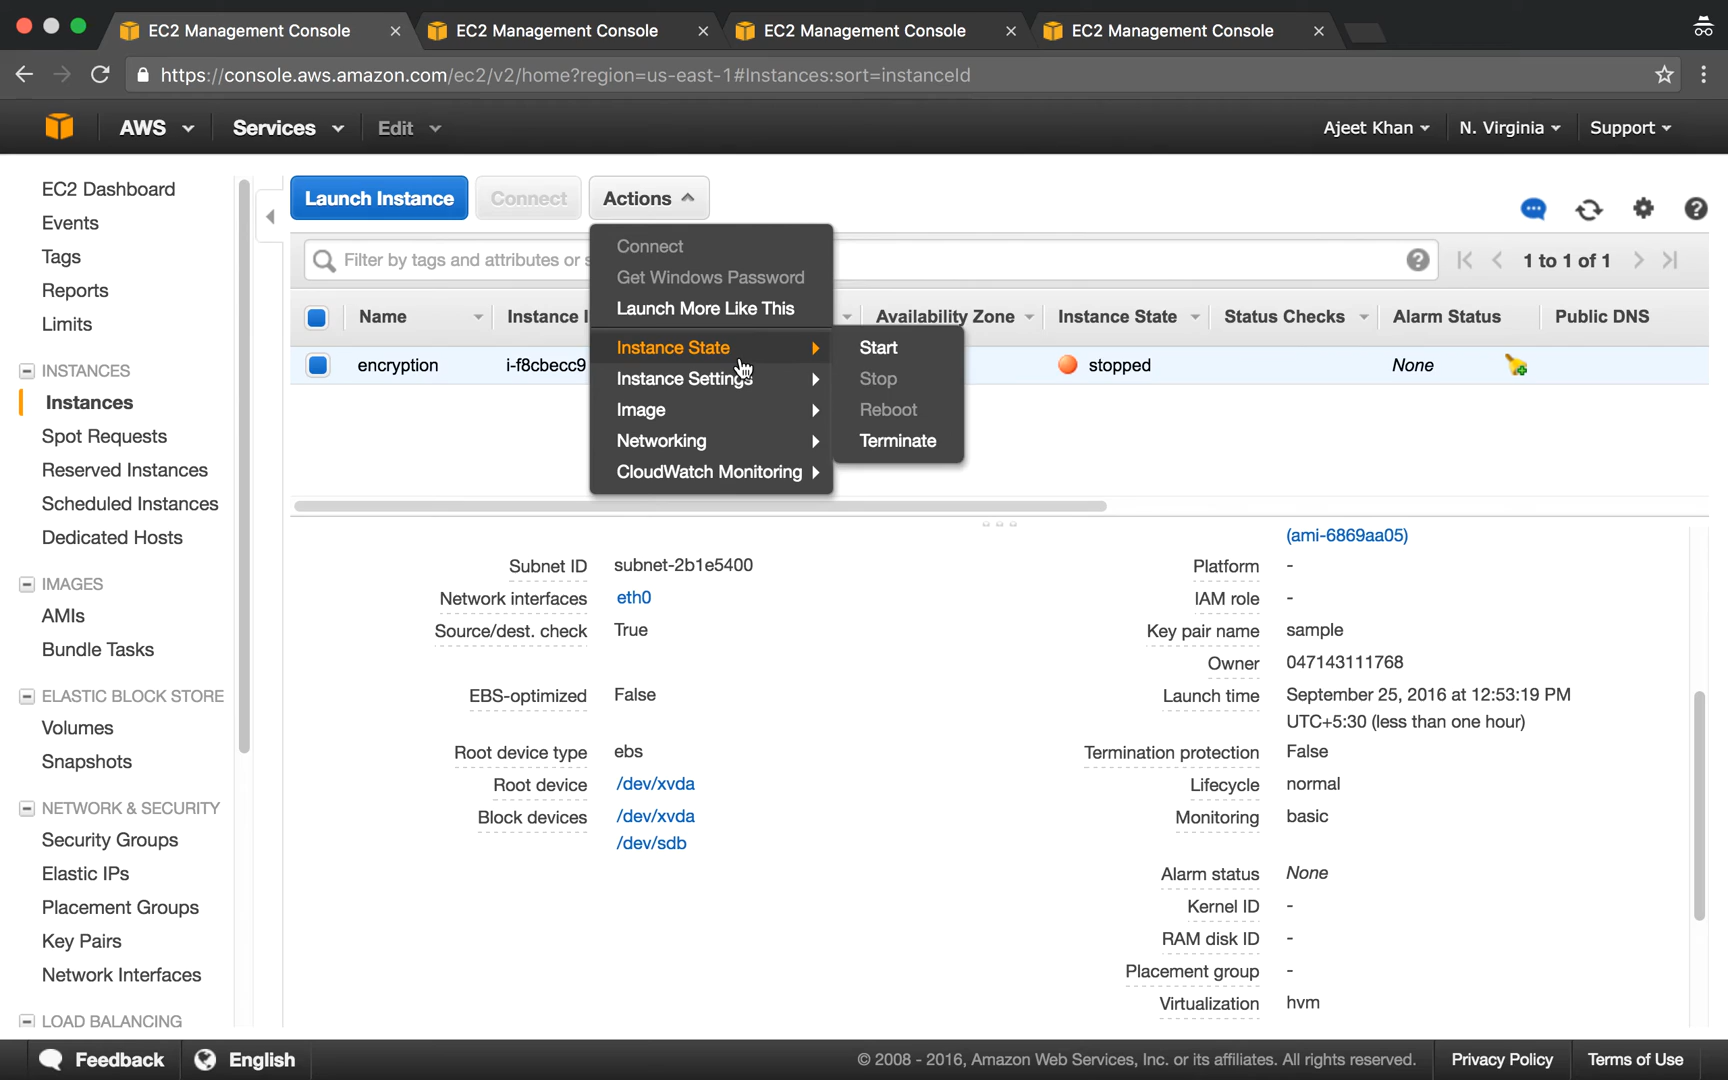 EC2 Management Console
EC2 Management Console
EC2 Management Console
EC2 Management Console
https://console.aws.amazon.com/ec2/v2/home?region=us-east-1#Instances:sort=instanceId
AWS Services Edit Ajeet Khan N. Virginia Support
EC2 Dashboard
Events
Tags
Reports
Limits
INSTANCES
Instances
Spot Requests
Reserved Instances
Scheduled Instances
Dedicated Hosts
IMAGES
AMIs
Bundle Tasks
ELASTIC BLOCK STORE
Volumes
Snapshots
NETWORK & SECURITY
Security Groups
Elastic IPs
Placement Groups
Key Pairs
Network Interfaces
LOAD BALANCING
Launch Instance Connect Actions
Filter by tags and attributes or s
1 to 1 of 1
Connect
Get Windows Password
Launch More Like This
Instance State
Instance Settings
Image
Networking
CloudWatch Monitoring
Start
Stop
Reboot
Terminate
Name Instance I Availability Zone Instance State Status Checks Alarm Status Public DNS
encryption i-f8cbecc9 stopped None
(ami-6869aa05)
Subnet ID subnet-2b1e5400
Network interfaces eth0
Source/dest. check True
EBS-optimized False
Root device type ebs
Root device /dev/xvda
Block devices /dev/xvda
/dev/sdb
Platform -
IAM role -
Key pair name sample
Owner 047143111768
Launch time September 25, 2016 at 12:53:19 PM
UTC+5:30 (less than one hour)
Termination protection False
Lifecycle normal
Monitoring basic
Alarm status None
Kernel ID -
RAM disk ID -
Placement group -
Virtualization hvm
Feedback English © 2008 - 2016, Amazon Web Services, Inc. or its affiliates. All rights reserved. Privacy Policy Terms of Use